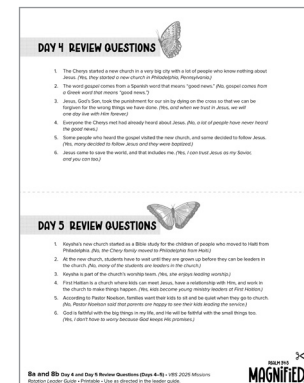 DAY 4 REVIEW QUESTIONS
1. The Cherys started a new church in a very big city with a lot of people who know nothing about
Jesus. (Yes, they started a new church in Philadelphia, Pennsylvania.)
2. The word gospel comes from a Spanish word that means "good news." (No, gospel comes from
a Greek word that means "good news.")
3. Jesus, God's Son, took the punishment for our sin by dying on the cross so that we can be
forgiven for the wrong things we have done. (Yes, and when we trust in Jesus, we will
one day live with Him forever.)
4. Everyone the Cherys met had already heard about Jesus. (No, a lot of people have never heard
the good news.)
5. Some people who heard the gospel visited the new church, and some decided to follow Jesus.
(Yes, many decided to follow Jesus and they were baptized.)
6. Jesus came to save the world, and that includes me. (Yes, I can trust Jesus as my Savior,
and you can too.)
DAY 5 REVIEW QUESTIONS
1. Keysha's new church started as a Bible study for the children of people who moved to Haiti from
Philadelphia. (No, the Chery family moved to Philadelphia from Haiti.)
2. At the new church, students have to wait until they are grown up before they can be leaders in
the church. (No, many of the students are leaders in the church.)
3. Keysha is part of the church's worship team. (Yes, she enjoys leading worship.)
4. First Haitian is a church where kids can meet Jesus, have a relationship with Him, and work in
the church to make things happen. (Yes, kids become young ministry leaders at First Haitian.)
5. According to Pastor Noelson, families want their kids to sit and be quiet when they go to church.
(No, Pastor Noelson said that parents are happy to see their kids leading the service.)
6. God is faithful with the big things in my life, and He will be faithful with the small things too.
(Yes, I don't have to worry because God keeps His promises.)
8a and 8b Day 4 and Day 5 Review Questions (Days 4–5) • VBS 2025 Missions
Rotation Leader Guide • Printable • Use as directed in the leader guide.
PSALM 34:3
MAGNIFIED